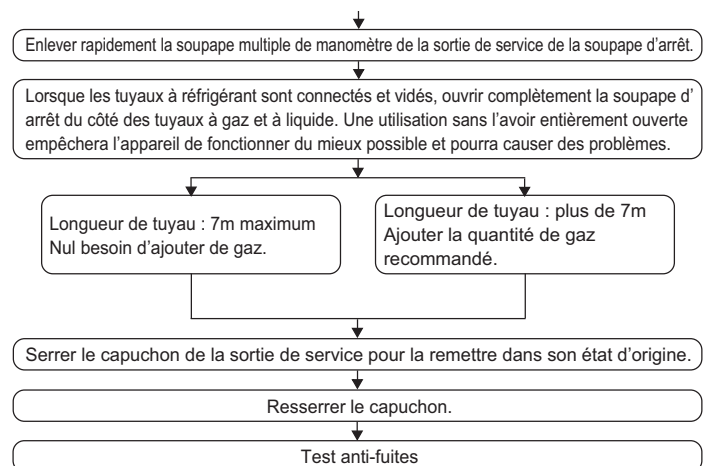 Enlever rapidement la soupape multiple de manomètre de la sortie de service de la soupape d'arrêt.
Lorsque les tuyaux à réfrigérant sont connectés et vidés, ouvrir complètement la soupape d'
arrêt du côté des tuyaux à gaz et à liquide. Une utilisation sans l'avoir entièrement ouverte
empêchera l'appareil de fonctionner du mieux possible et pourra causer des problèmes.
Longueur de tuyau : 7m maximum
Nul besoin d'ajouter de gaz.
Longueur de tuyau : plus de 7m
Ajouter la quantité de gaz
recommandé.
Serrer le capuchon de la sortie de service pour la remettre dans son état d'origine.
Resserrer le capuchon.
Test anti-fuites